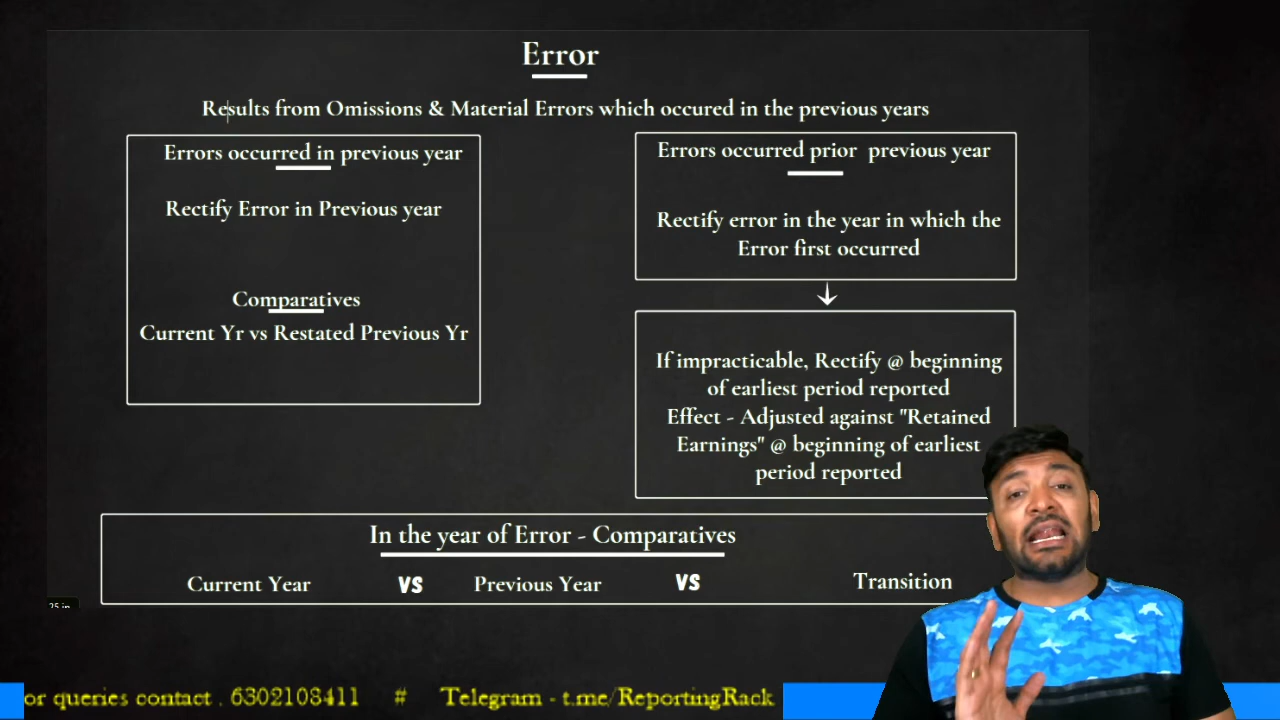 Error
Results from Omissions & Material Errors which occured in the previous years
Errors occurred in previous year
Rectify Error in Previous year
Comparatives
Current Yr vs Restated Previous Yr
Errors occurred prior previous year
Rectify error in the year in which the
Error first occurred
If impracticable, Rectify @ beginning
of earliest period reported
Effect - Adjusted against "Retained
Earnings" @ beginning of earliest
period reported
In the year of Error - Comparatives
Current Year VS Previous Year VS Transition
or queries contact . 6302108411 # Telegram - t.me/ReportingRack